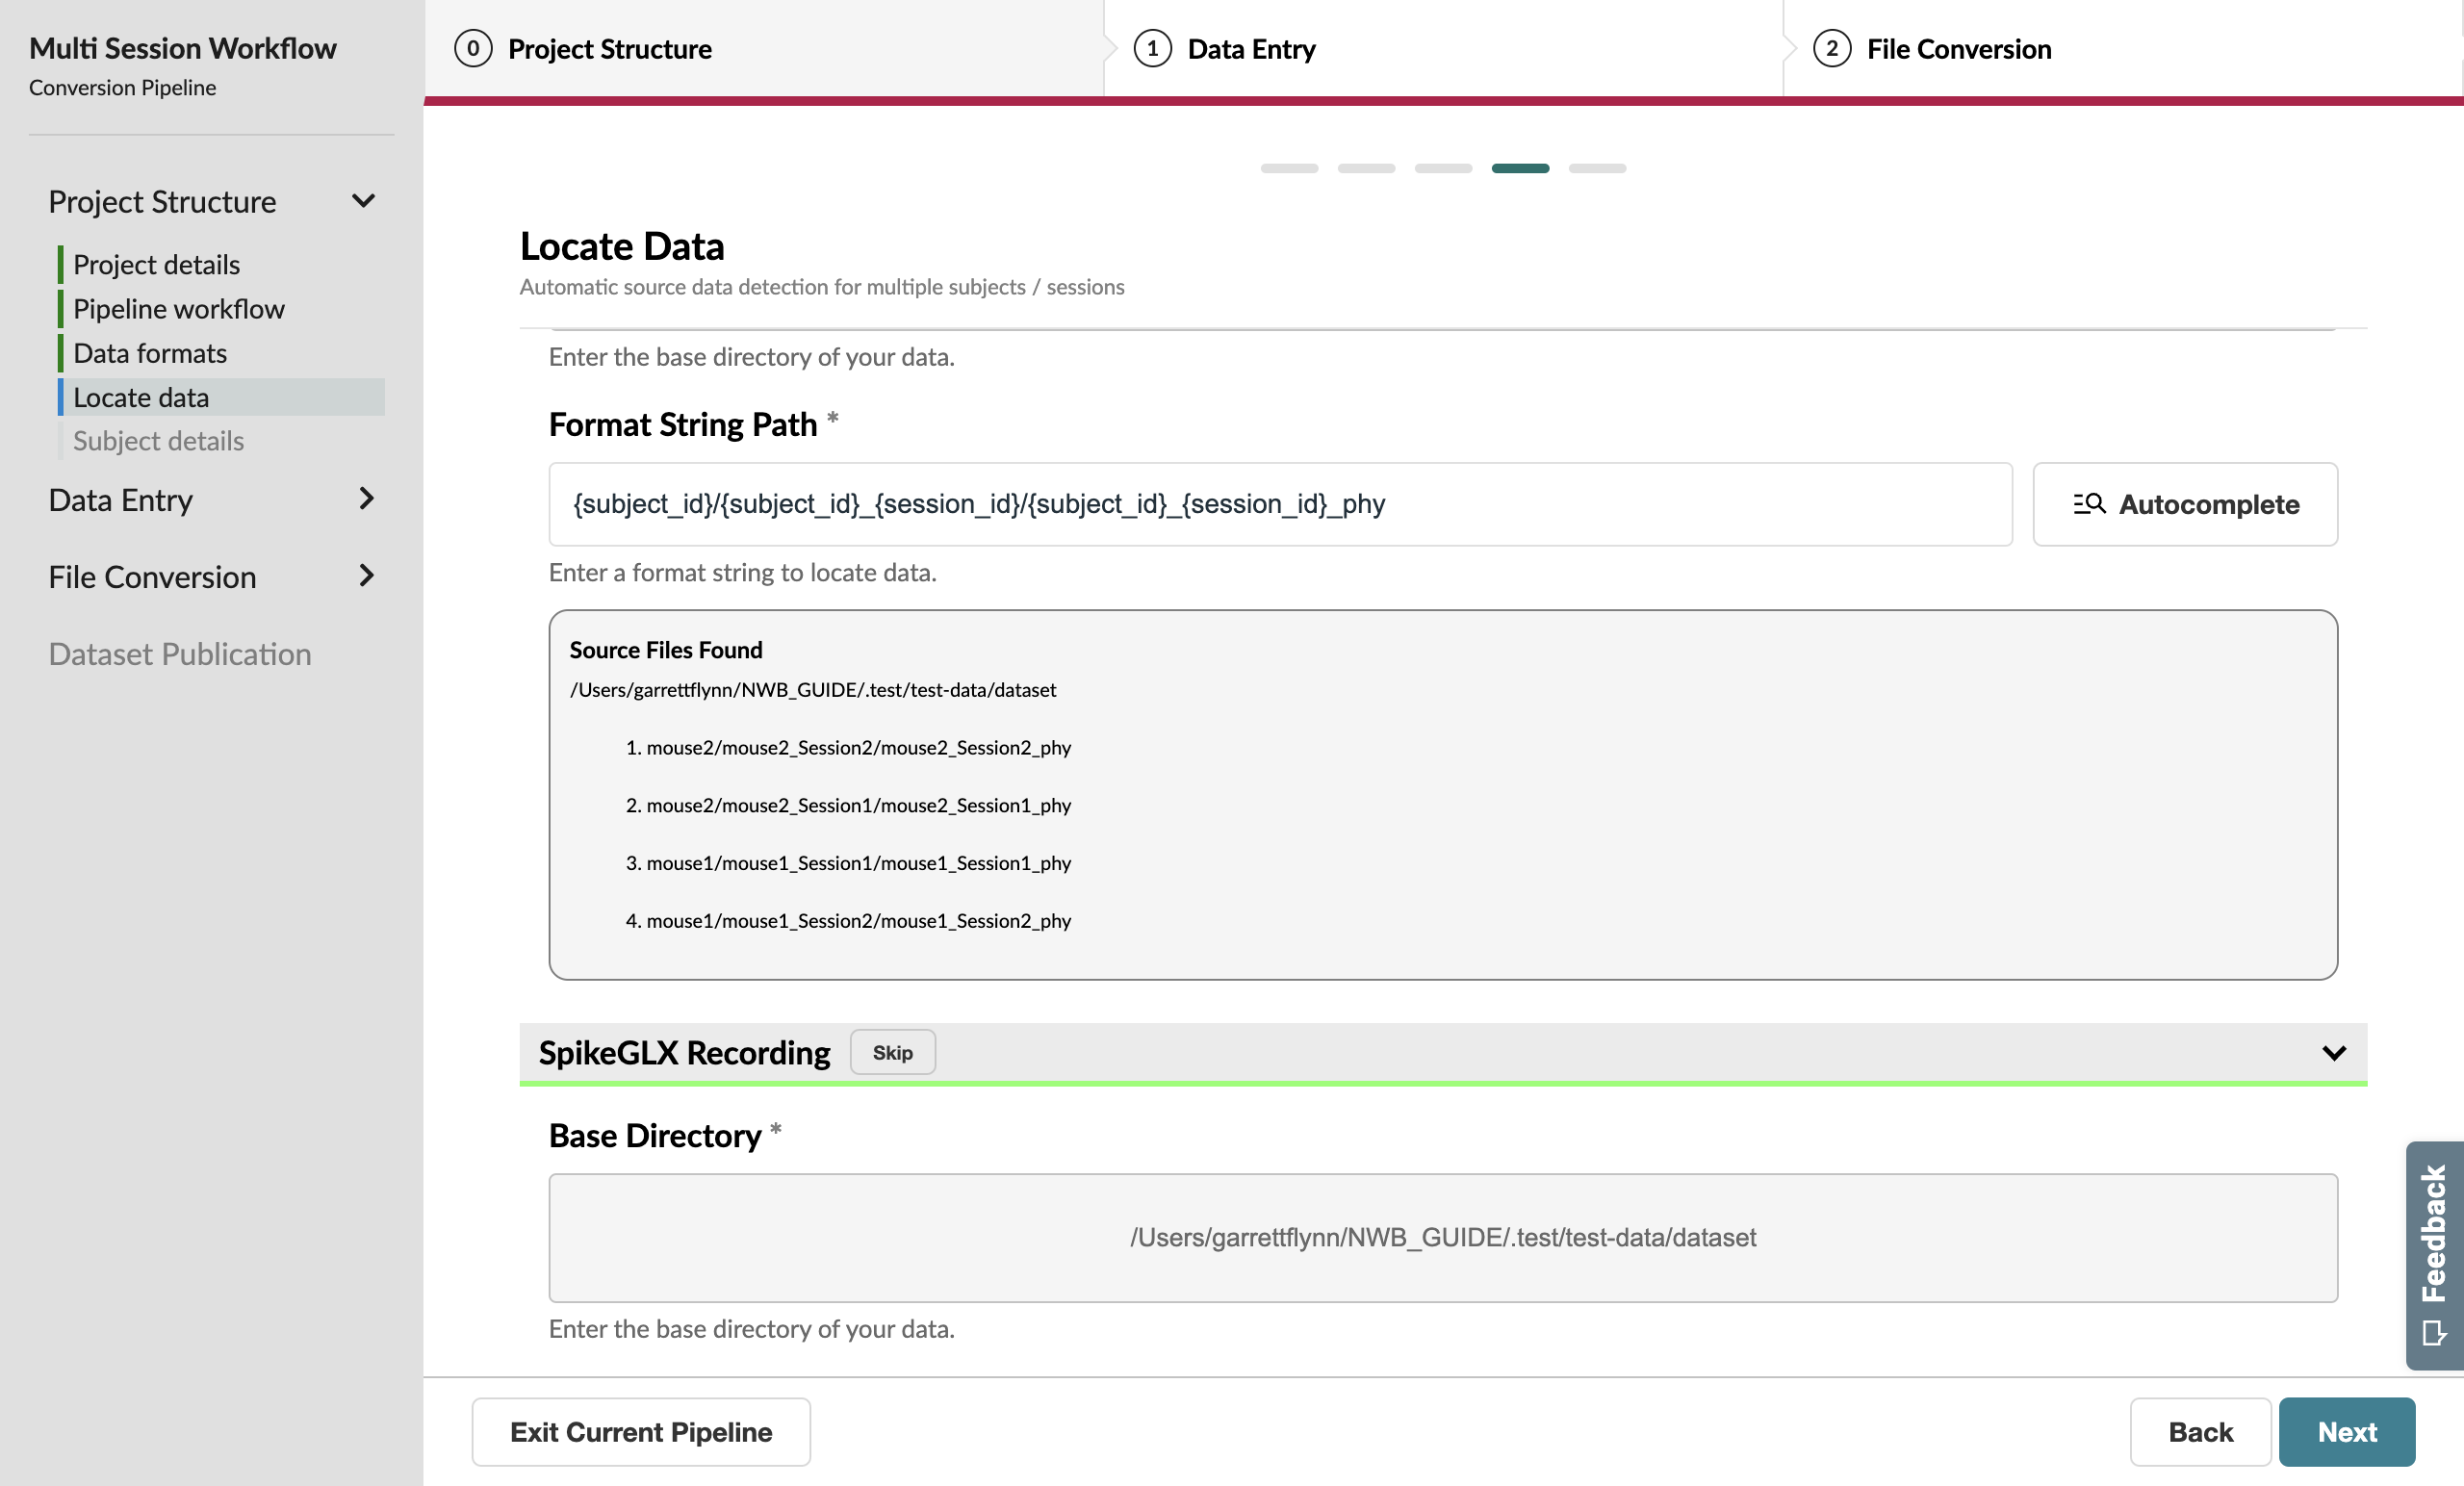 Multi Session Workflow
Conversion Pipeline
Project Structure
Project details
Pipeline workflow
Data formats
Locate data
Subject details
Data Entry
File Conversion
Dataset Publication
0 Project Structure
1 Data Entry
2 File Conversion
Locate Data
Automatic source data detection for multiple subjects / sessions
Enter the base directory of your data.
Format String Path *
{subject_id}/{subject_id}_{session_id}/{subject_id}_{session_id}_phy
Autocomplete
Enter a format string to locate data.
Source Files Found
/Users/garrettflynn/NWB_GUIDE/.test/test-data/dataset
1. mouse2/mouse2_Session2/mouse2_Session2_phy
2. mouse2/mouse2_Session1/mouse2_Session1_phy
3. mouse1/mouse1_Session1/mouse1_Session1_phy
4. mouse1/mouse1_Session2/mouse1_Session2_phy
SpikeGLX Recording Skip
Base Directory *
/Users/garrettflynn/NWB_GUIDE/.test/test-data/dataset
Enter the base directory of your data.
Feedback
Exit Current Pipeline
Back
Next